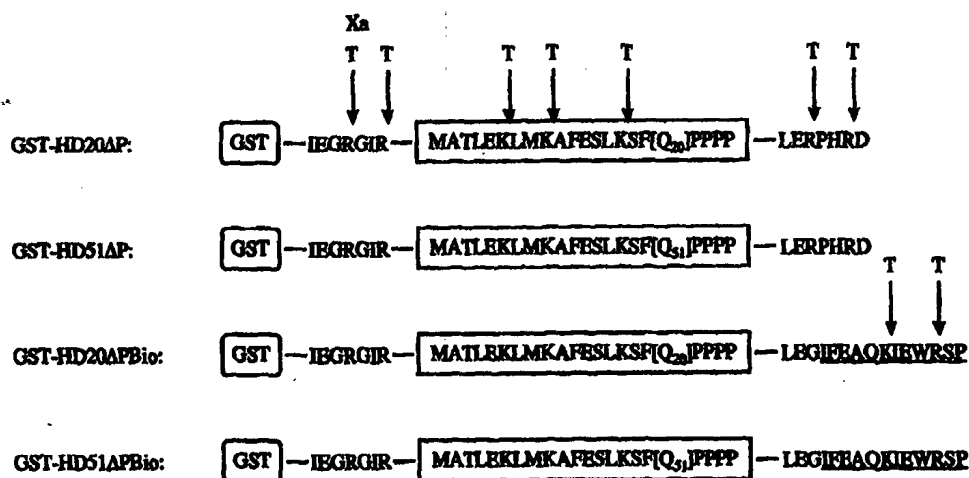 Xa
T T T T T T T
GST-HD20ΔP: GST IEGRGIR MATLEKLMKAFESLKSF[Q20]PPPP LERPHRD
GST-HD51ΔP: GST IEGRGIR MATLEKLMKAFESLKSF[Q51]PPPP LERPHRD
T T
GST-HD20ΔPBio: GST IEGRGIR MATLEKLMKAFESLKSF[Q20]PPPP LEGIFEAQKIEWRSP
GST-HD51ΔPBio: GST IEGRGIR MATLEKLMKAFESLKSF[Q51]PPPP LEGIFEAQKIEWRSP